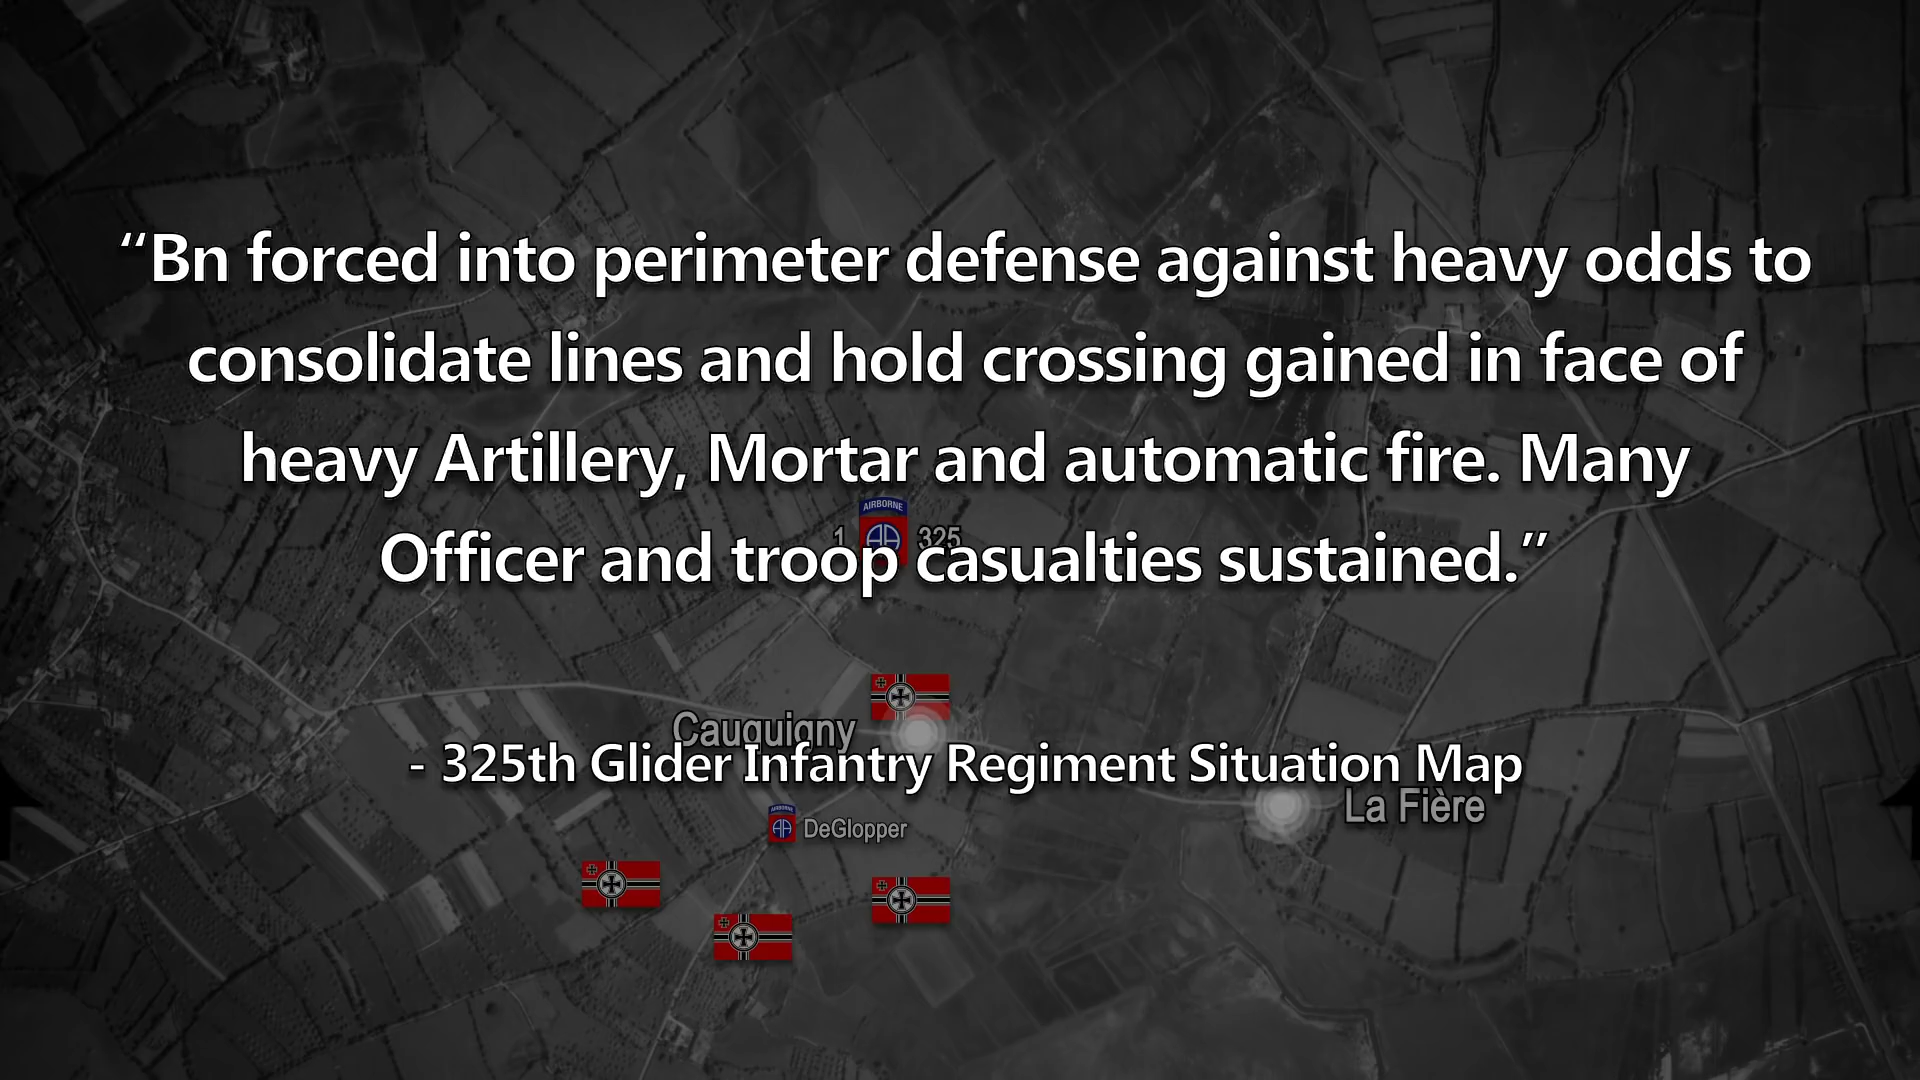 “Bn forced into perimeter defense against heavy odds to
consolidate lines and hold crossing gained in face of
heavy Artillery, Mortar and automatic fire. Many
AIRBORNE
1 325
Officer and troop casualties sustained.”
Cauquigny
- 325th Glider Infantry Regiment Situation Map
La Fière
AIRBORNE
DeGlopper